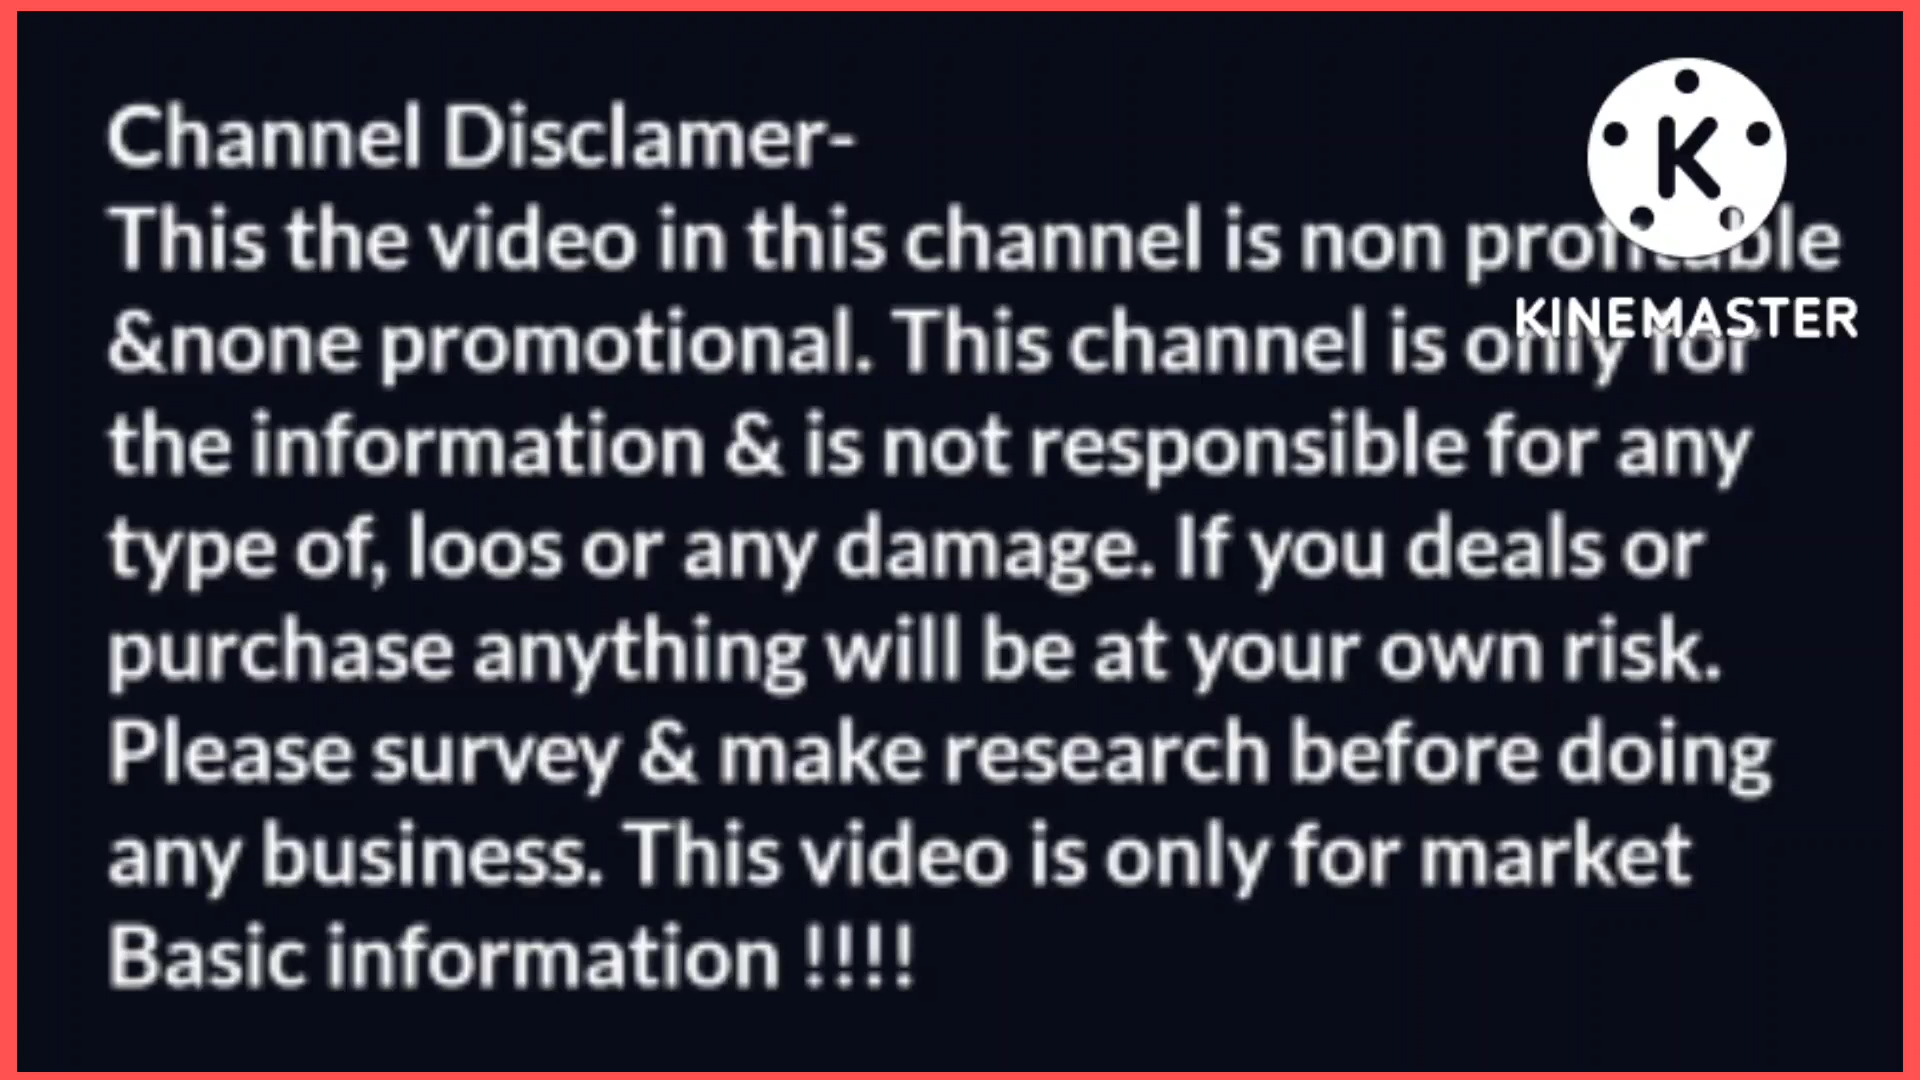 Channel Disclamer-
This the video in this channel is non profitable
&none promotional. This channel is only for
the information & is not responsible for any
type of, loos or any damage. If you deals or
purchase anything will be at your own risk.
Please survey & make research before doing
any business. This video is only for market
Basic information !!!!
K
KINEMASTER